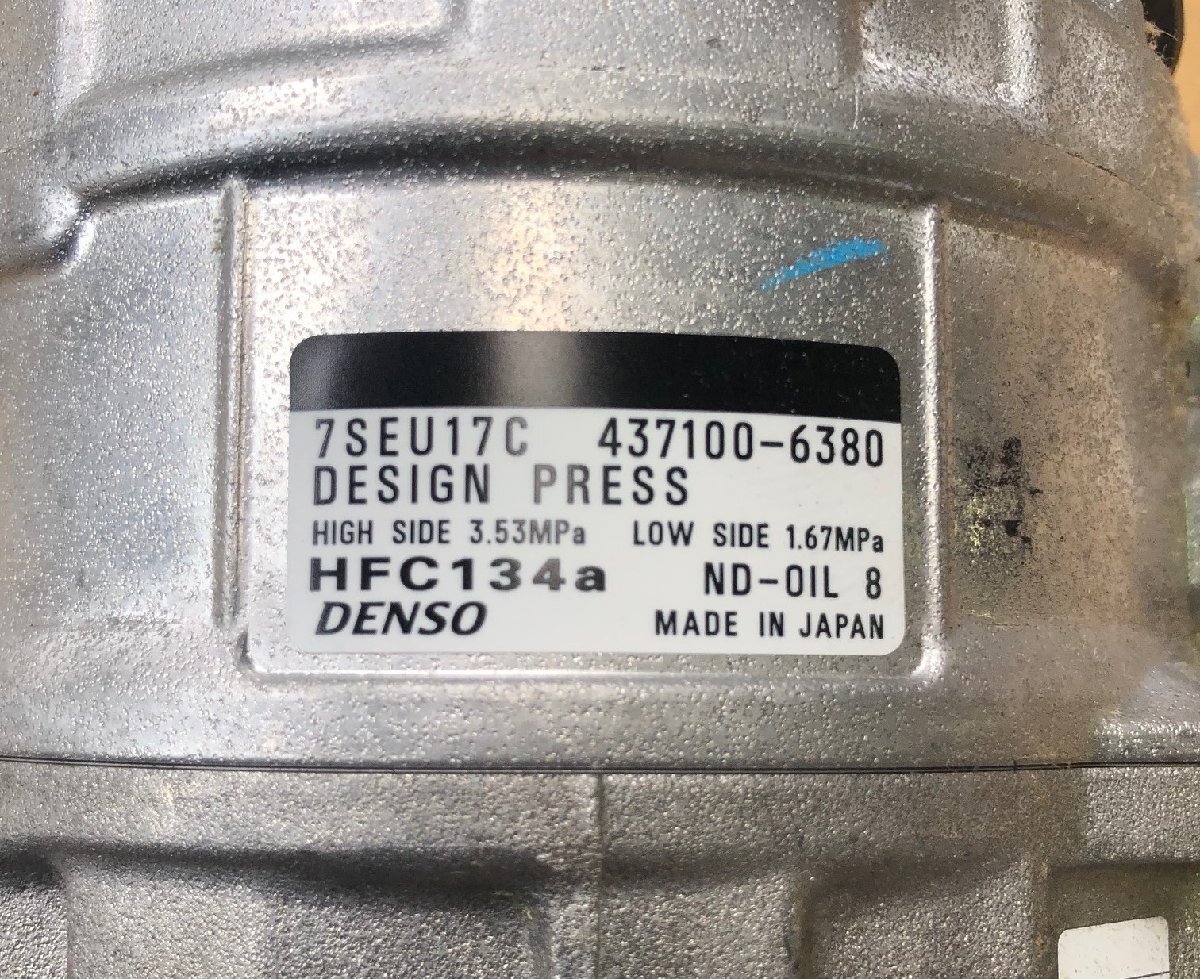 7SEU17C 437100-6380
DESIGN PRESS
HIGH SIDE 3.53MPa LOW SIDE 1.67MPa
HFC134a ND-OIL 8
DENSO MADE IN JAPAN